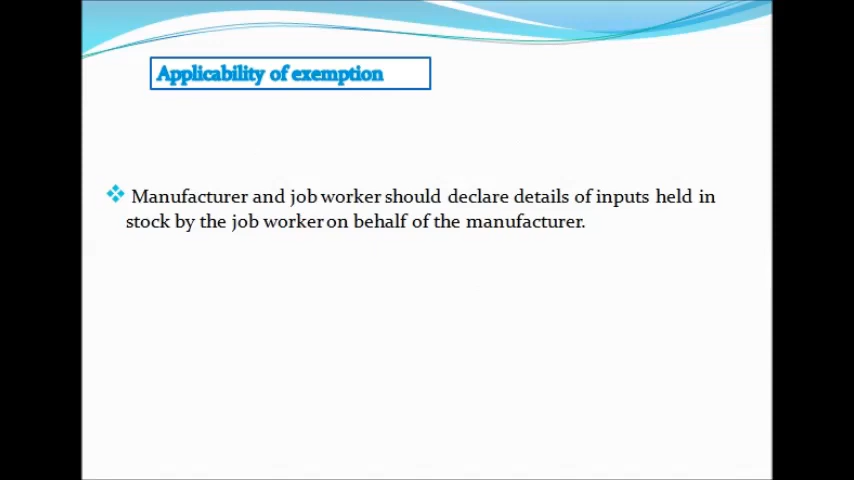 Applicability of exemption
Manufacturer and job worker should declare details of inputs held in
stock by the job worker on behalf of the manufacturer.